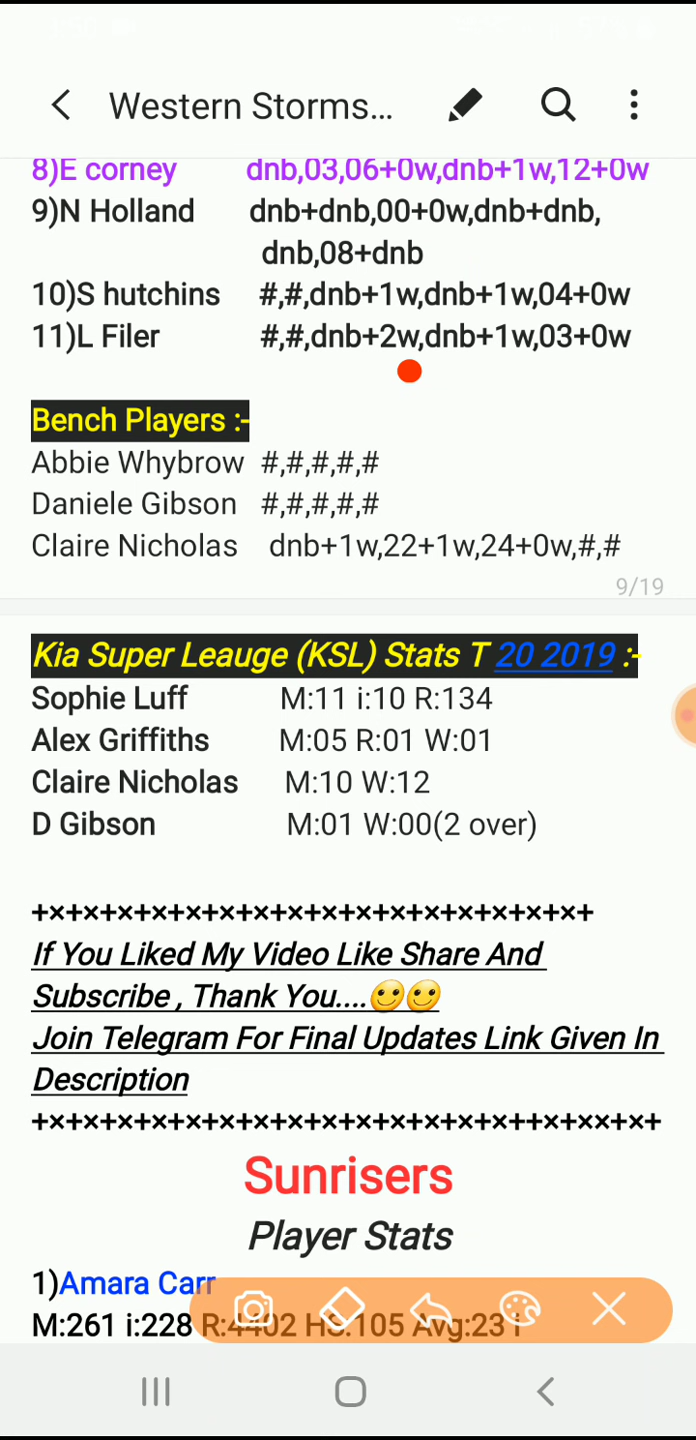 Western Storms...
8)E corney dnb,03,06+0w,dnb+1w,12+0w
9)N Holland dnb+dnb,00+0w,dnb+dnb,
dnb,08+dnb
10)S hutchins #,#,dnb+1w,dnb+1w,04+0w
11)L Filer #,#,dnb+2w,dnb+1w,03+0w
Bench Players :-
Abbie Whybrow #,#,#,#,#
Daniele Gibson #,#,#,#,#
Claire Nicholas dnb+1w,22+1w,24+0w,#,#
9/19
Kia Super Leauge (KSL) Stats T 20 2019 :-
Sophie Luff M:11 i:10 R:134
Alex Griffiths M:05 R:01 W:01
Claire Nicholas M:10 W:12
D Gibson M:01 W:00(2 over)
+×+×+×+×+×+×+×+×+×+×+×+×+×+×+×+×+
If You Liked My Video Like Share And
Subscribe , Thank You....🙂🙂
Join Telegram For Final Updates Link Given In
Description
+×+×+×+×+×+×+×+×+×+×+×+×+×+×++×+××+×+
Sunrisers
Player Stats
1)Amara Carr
M:261 i:228 R:4402 HS:105 Avg:23